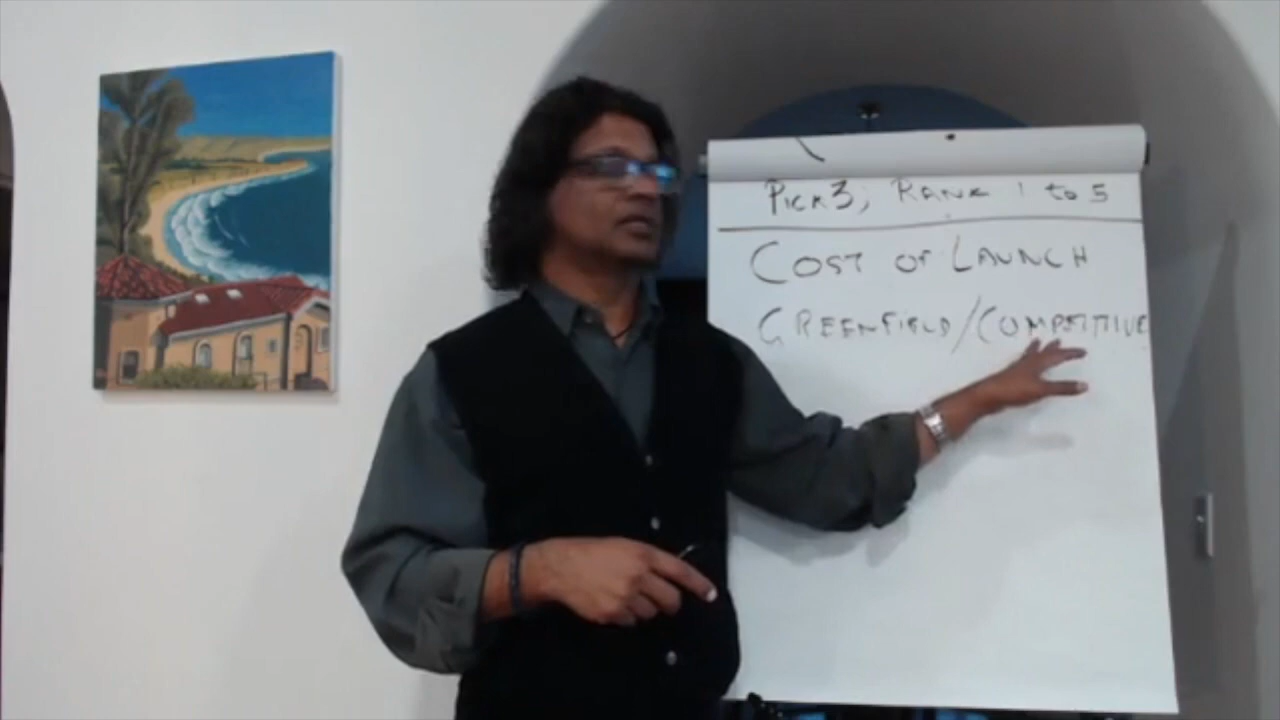 PICK 3; RANK 1 to 5
COST OF LAUNCH
GREENFIELD/COMPETITIVE